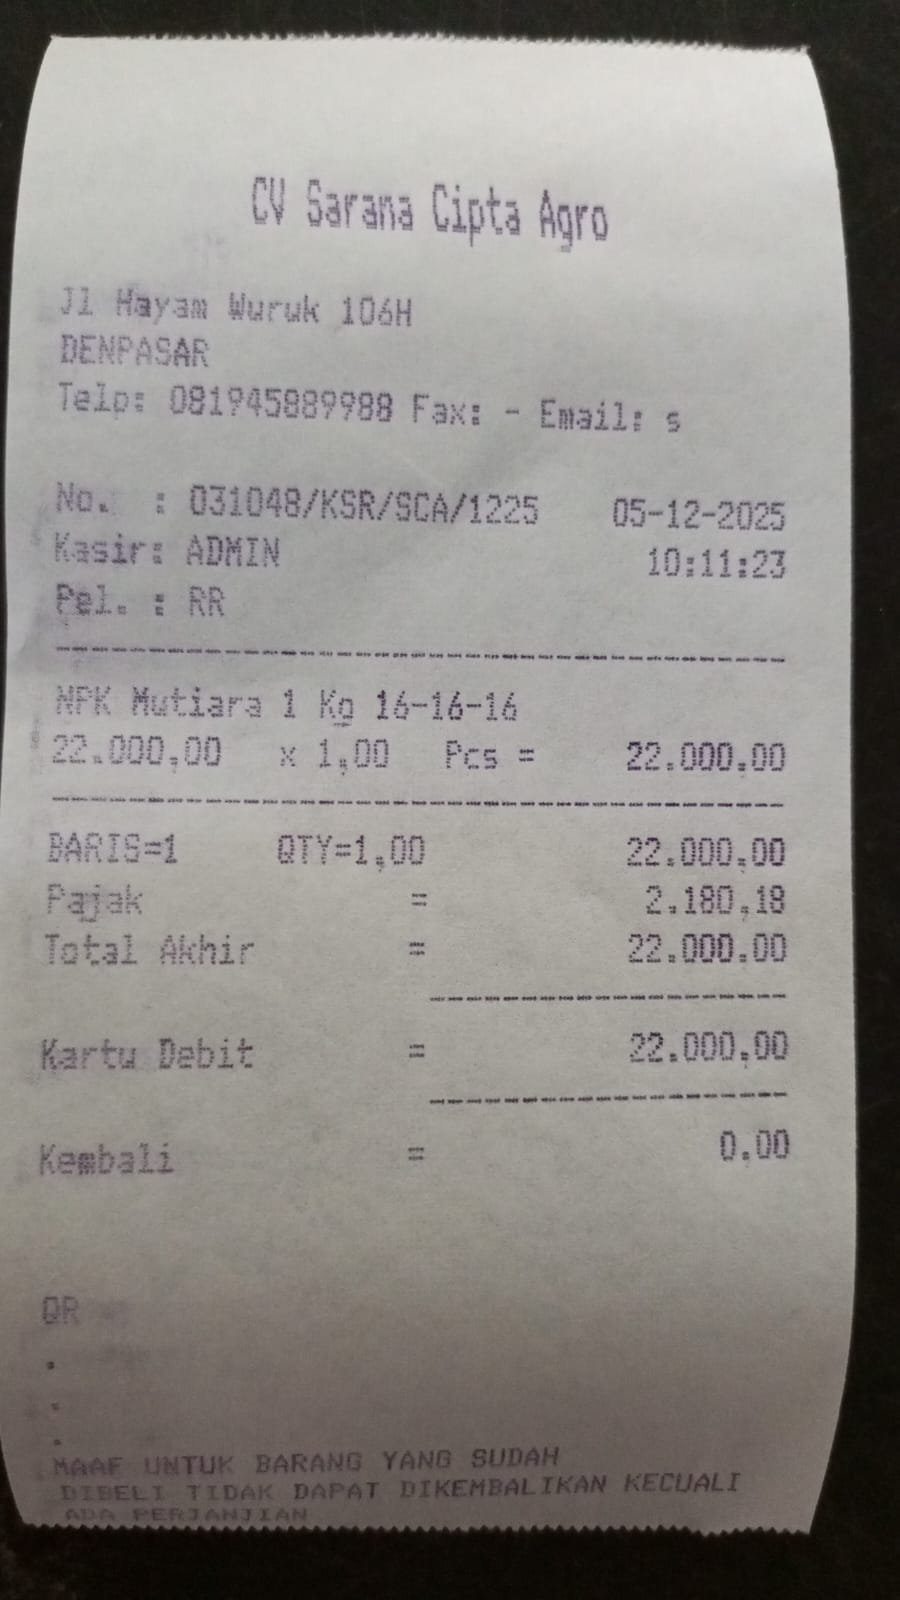 CV Sarana Cipta Agro
Jl Hayam Wuruk 106H
DENPASAR
Telp: 081945889988 Fax: - Email: s
No. : 031048/KSR/SCA/1225 05-12-2025
Kasir: ADMIN 10:11:23
Pel. : RR
NPK Mutiara 1 Kg 16-16-16
22.000,00 x 1,00 Pcs = 22.000,00
BARIS=1 QTY=1,00 22.000,00
Pajak = 2.180,18
Total Akhir = 22.000,00
Kartu Debit = 22.000,00
Kembali = 0.00
QR
.
.
.
MAAF UNTUK BARANG YANG SUDAH
DIBELI TIDAK DAPAT DIKEMBALIKAN KECUALI
ADA PERJANJIAN